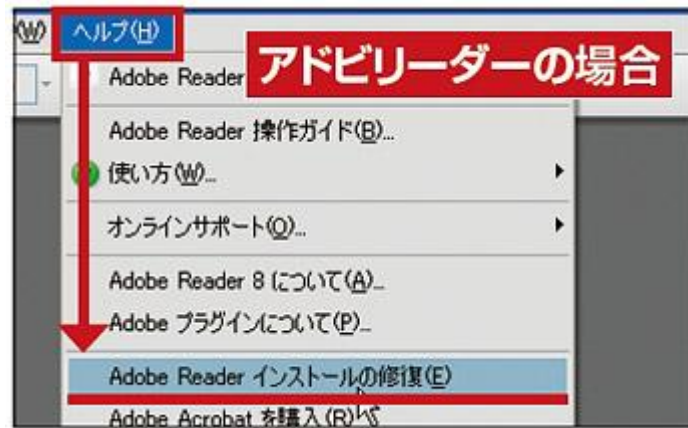 (W) ヘルプ(H)
アドビリーダーの場合
Adobe Reader
Adobe Reader 操作ガイド(B)...
使い方(W)...
オンラインサポート(O)...
Adobe Reader 8 について(A)...
Adobe プラグインについて(P)...
Adobe Reader インストールの修復(E)
Adobe Acrobat を購入(R)